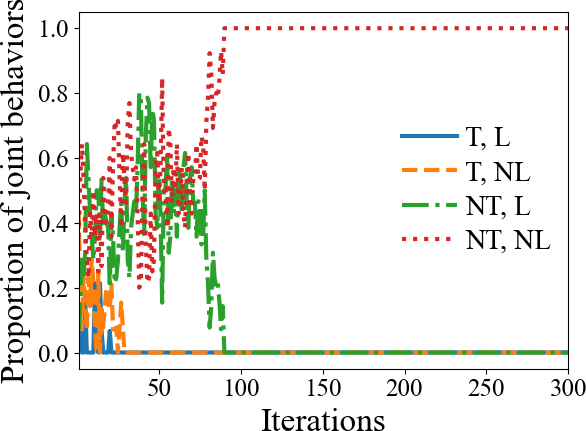 Proportion of joint behaviors
1.0
0.8
0.6
0.4
0.2
0.0
T, L
T, NL
NT, L
NT, NL
50
100
150
200
250
300
Iterations